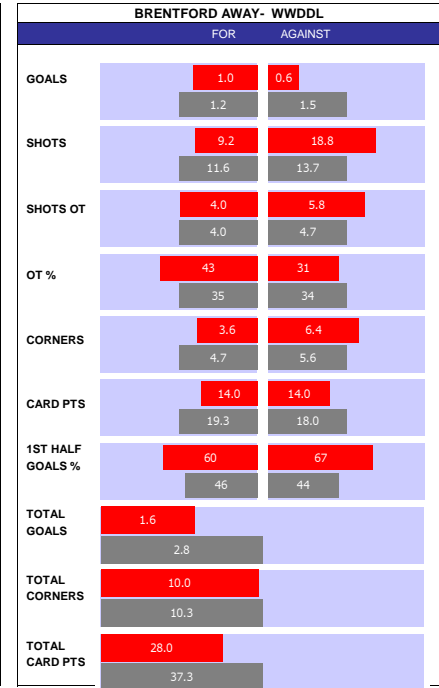 BRENTFORD AWAY- WWDDL
FOR AGAINST
GOALS 1.0 0.6
1.2 1.5
SHOTS 9.2 18.8
11.6 13.7
SHOTS OT 4.0 5.8
4.0 4.7
OT % 43 31
35 34
CORNERS 3.6 6.4
4.7 5.6
CARD PTS 14.0 14.0
19.3 18.0
1ST HALF
GOALS % 60 67
46 44
TOTAL
GOALS 1.6
2.8
TOTAL
CORNERS 10.0
10.3
TOTAL
CARD PTS 28.0
37.3